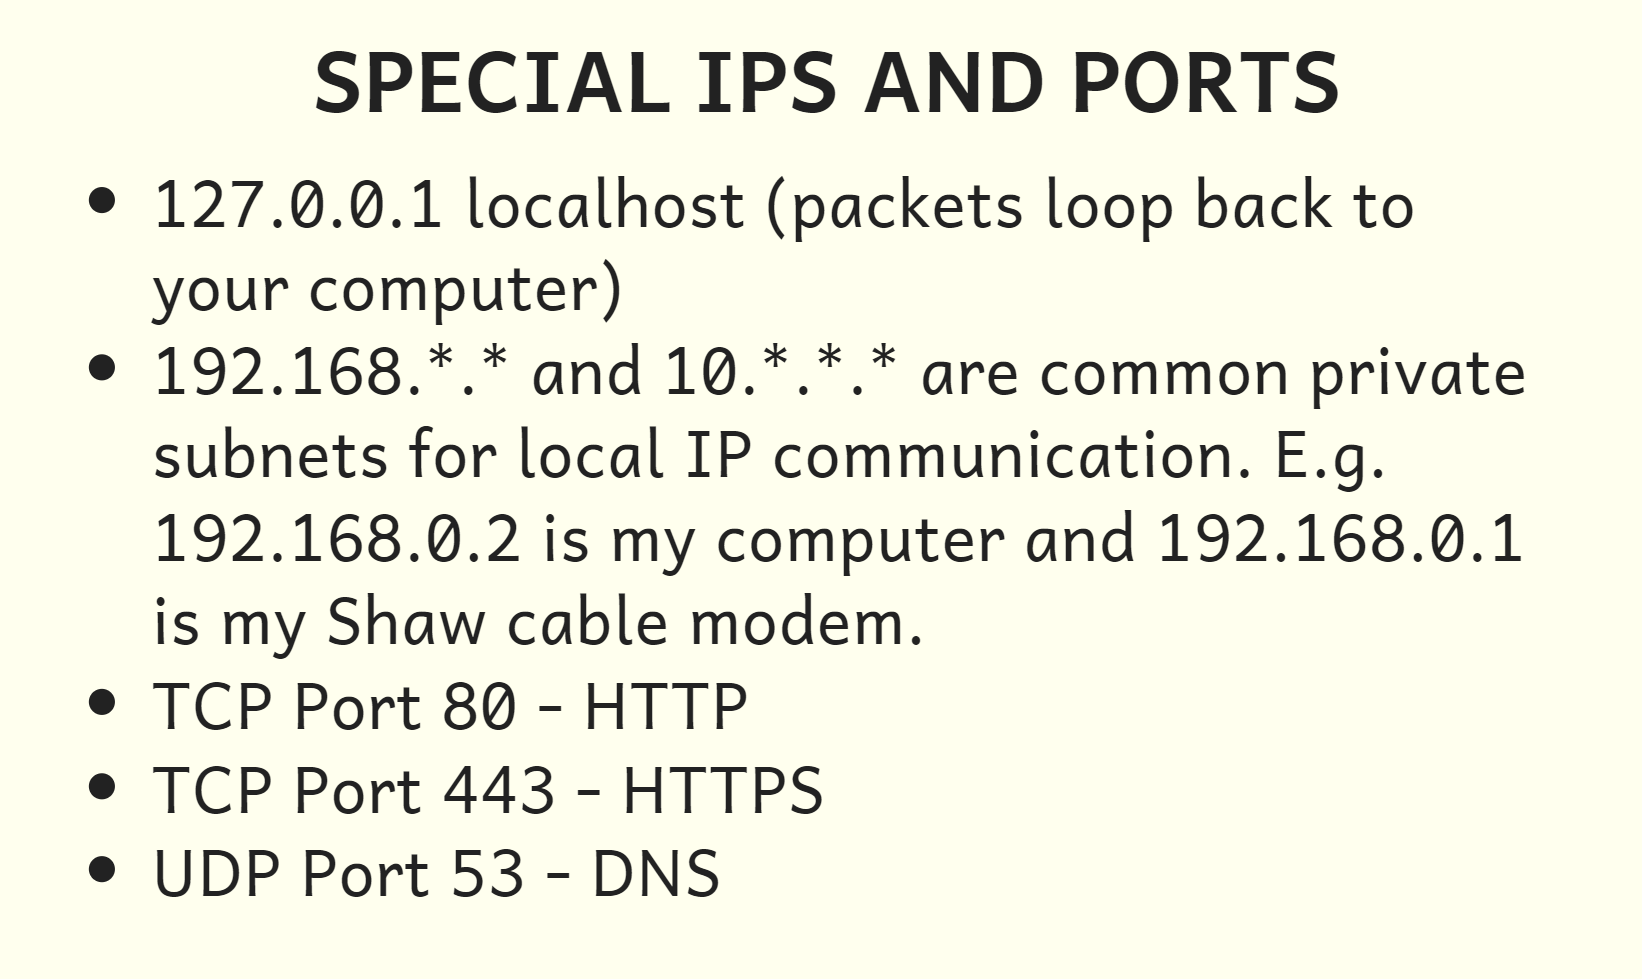 SPECIAL IPS AND PORTS
• 127.0.0.1 localhost (packets loop back to
your computer)
• 192.168.*.* and 10.*.*.* are common private
subnets for local IP communication. E.g.
192.168.0.2 is my computer and 192.168.0.1
is my Shaw cable modem.
• TCP Port 80 - HTTP
• TCP Port 443 - HTTPS
• UDP Port 53 - DNS